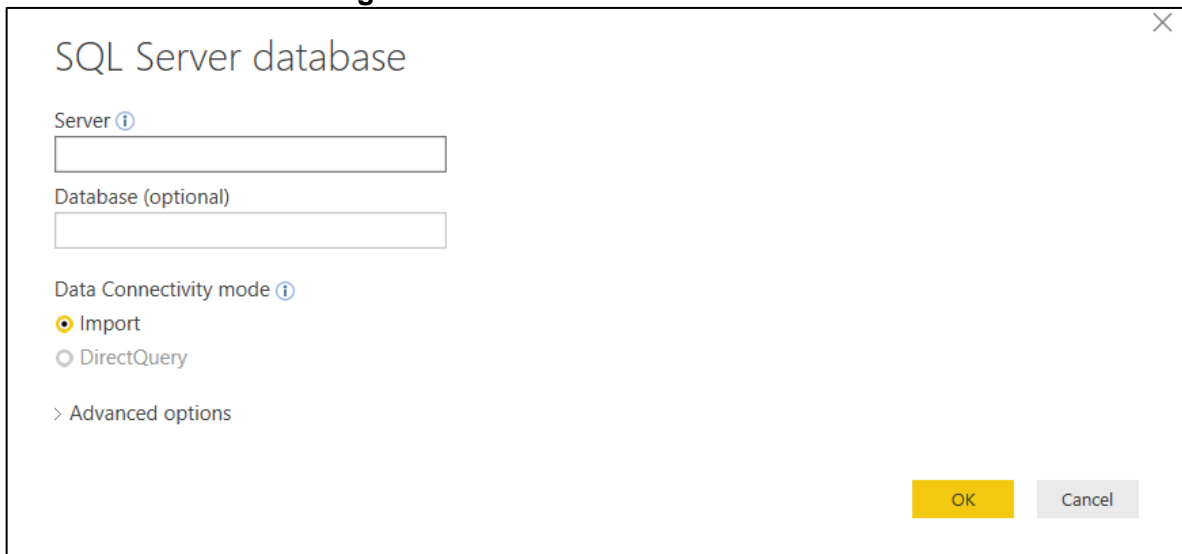 SQL Server database
Server
Database (optional)
Data Connectivity mode
Import
DirectQuery
Advanced options
OK Cancel